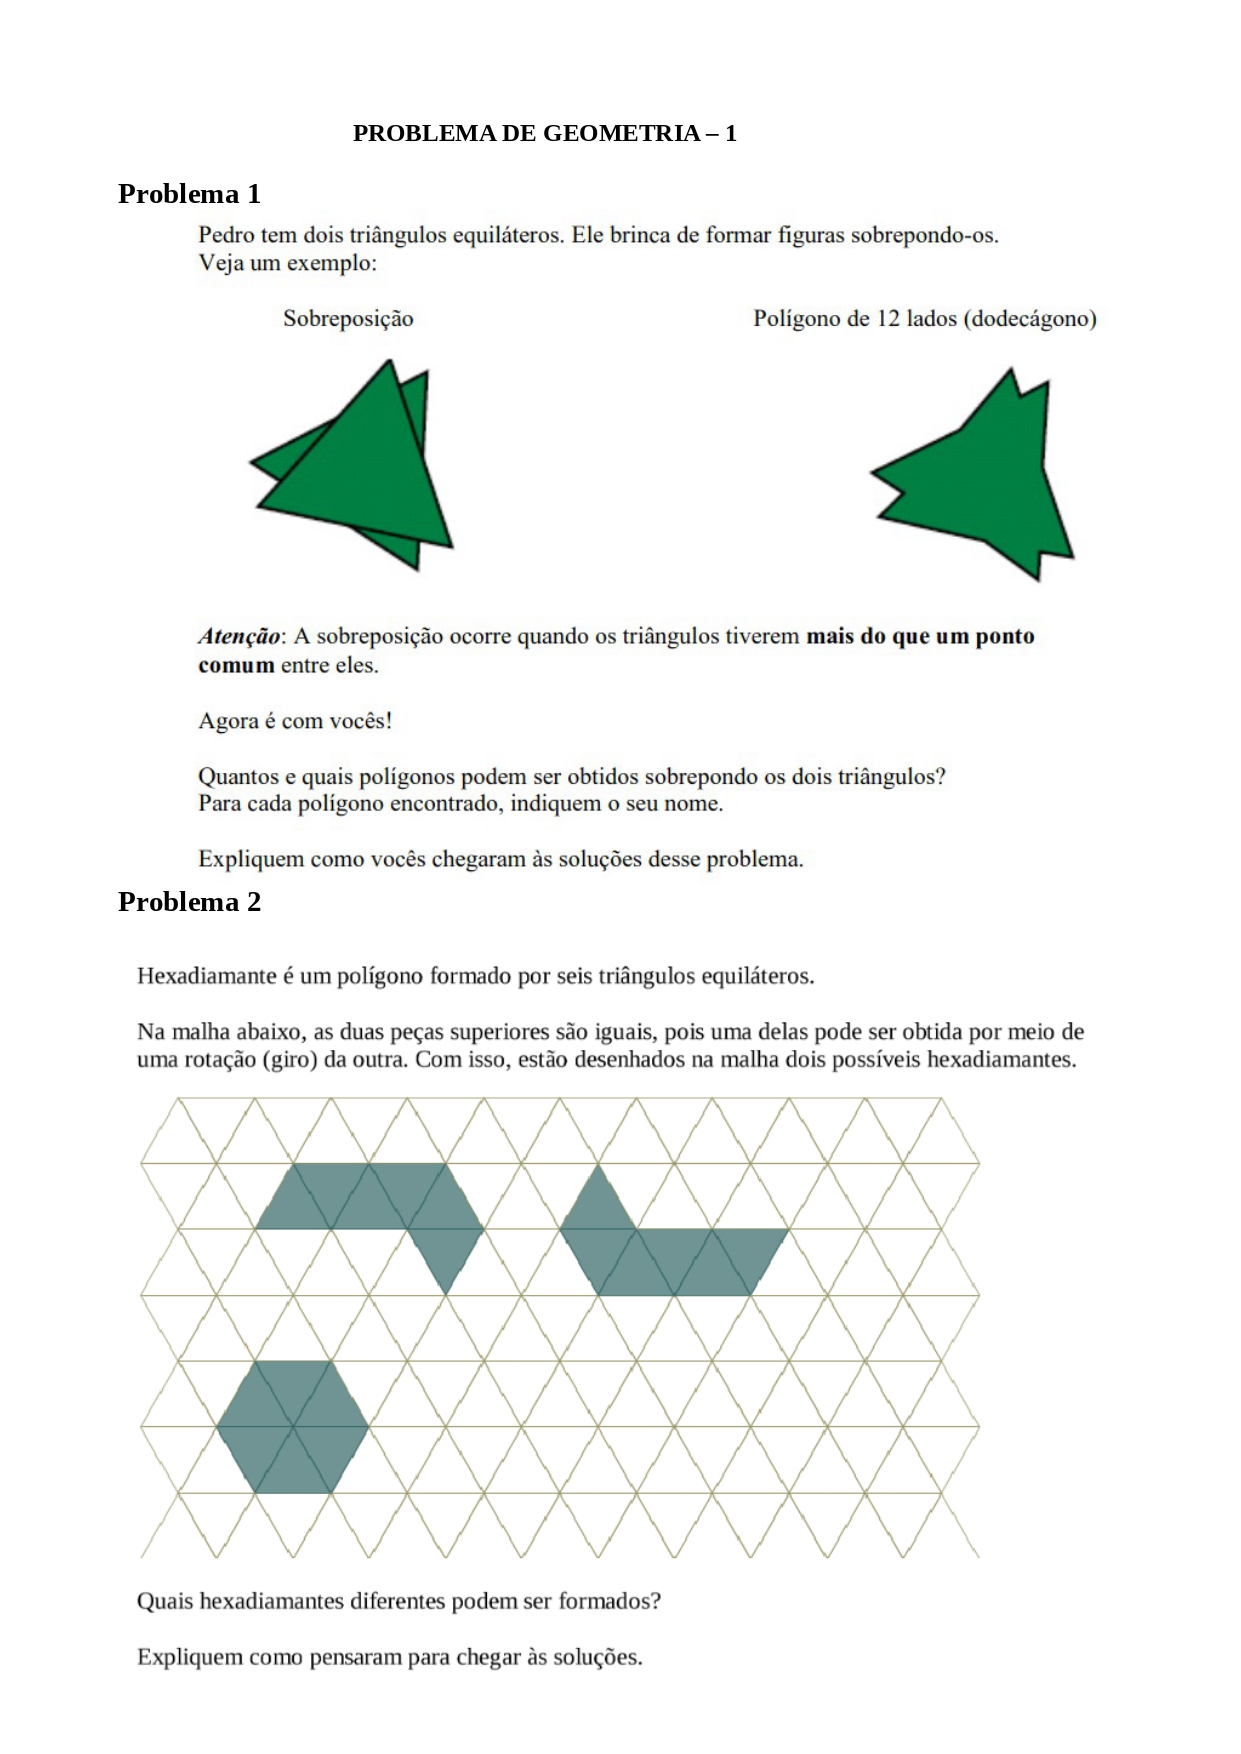 PROBLEMA DE GEOMETRIA – 1
Problema 1
Pedro tem dois triângulos equiláteros. Ele brinca de formar figuras sobrepondo-os.
Veja um exemplo:
Sobreposição
Polígono de 12 lados (dodecágono)
Atenção: A sobreposição ocorre quando os triângulos tiverem mais do que um ponto
comum entre eles.
Agora é com vocês!
Quantos e quais polígonos podem ser obtidos sobrepondo os dois triângulos?
Para cada polígono encontrado, indiquem o seu nome.
Expliquem como vocês chegaram às soluções desse problema.
Problema 2
Hexadiamante é um polígono formado por seis triângulos equiláteros.
Na malha abaixo, as duas peças superiores são iguais, pois uma delas pode ser obtida por meio de
uma rotação (giro) da outra. Com isso, estão desenhados na malha dois possíveis hexadiamantes.
Quais hexadiamantes diferentes podem ser formados?
Expliquem como pensaram para chegar às soluções.